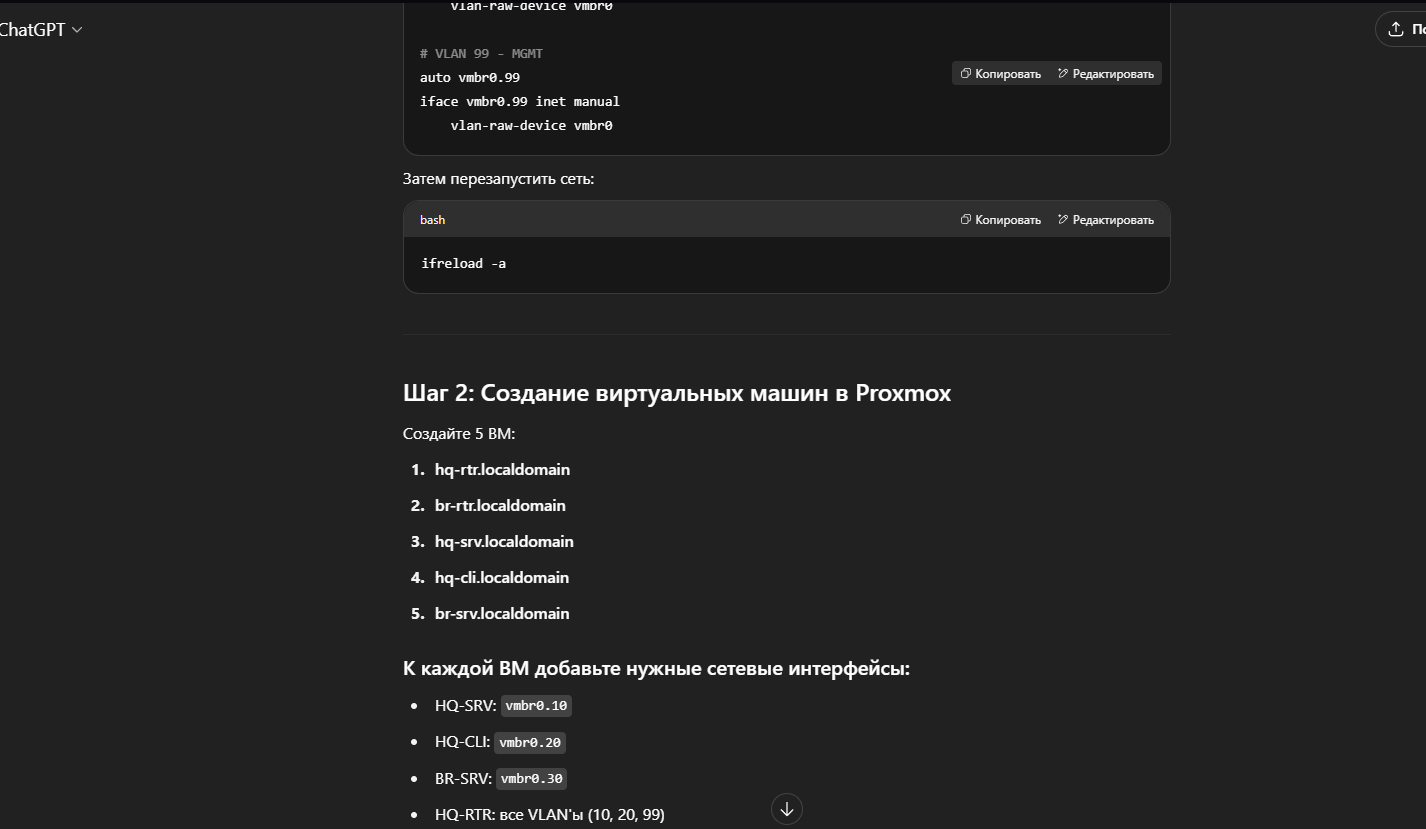 vlan-raw-device vmbr0
ChatGPT
# VLAN 99 - MGMT
auto vmbr0.99
Копировать Редактировать
iface vmbr0.99 inet manual
vlan-raw-device vmbr0
Затем перезапустить сеть:
bash Копировать Редактировать
ifreload -a
Шаг 2: Создание виртуальных машин в Proxmox
Создайте 5 ВМ:
1. hq-rtr.localdomain
2. br-rtr.localdomain
3. hq-srv.localdomain
4. hq-cli.localdomain
5. br-srv.localdomain
К каждой ВМ добавьте нужные сетевые интерфейсы:
• HQ-SRV: vmbr0.10
• HQ-CLI: vmbr0.20
• BR-SRV: vmbr0.30
• HQ-RTR: все VLAN'ы (10, 20, 99)